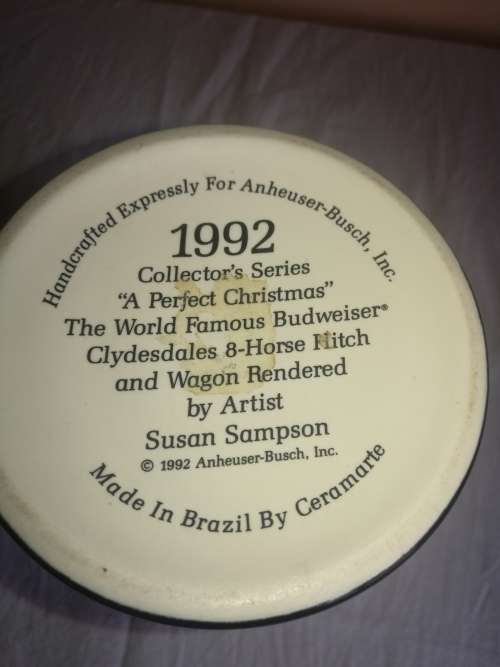 Handcrafted Expressly For Anheuser-Busch, Inc.
1992
Collector's Series
"A Perfect Christmas"
The World Famous Budweiser®
Clydesdales 8-Horse Hitch
and Wagon Rendered
by Artist
Susan Sampson
© 1992 Anheuser-Busch, Inc.
Made In Brazil By Ceramarte